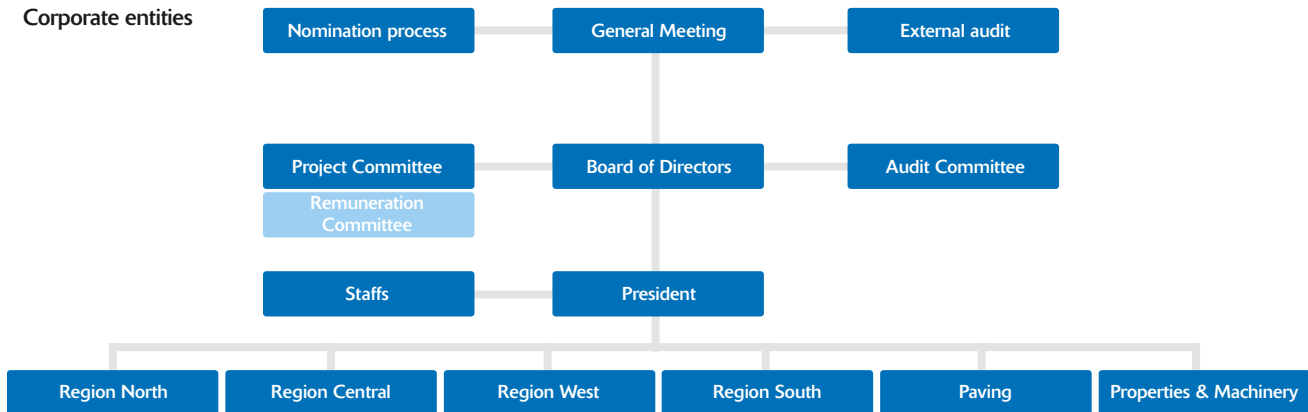 Corporate entities
Nomination process
General Meeting
External audit
Project Committee
Board of Directors
Audit Committee
Remuneration
Committee
Staffs
President
Region North
Region Central
Region West
Region South
Paving
Properties & Machinery